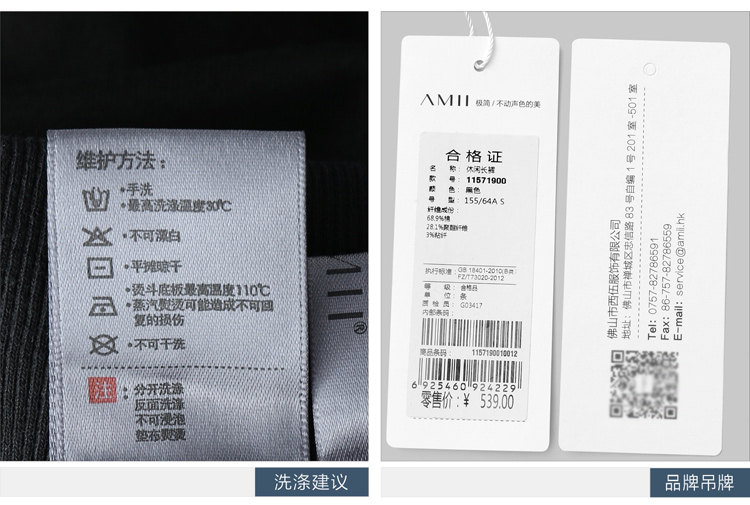 维护方法：
·手洗
·最高洗涤温度30℃
·不可漂白
·平摊晾干
·熨斗底板最高温度110℃
·蒸汽熨烫可能造成不可回
复的损伤
·不可干洗
注：分开洗涤
反面洗涤
不可浸泡
垫布熨烫
MII®
洗涤建议
AMII 极简/不动声色的美
合格证
名 称：休闲长裤
款 号：11571900
颜 色：黑色
号 型：155/64A S
纤维成份：
68.9%棉
28.1%聚酯纤维
3%粘纤
执行标准：GB 18401-2010(B类)
FZ/T73020-2012
等 级：合格品
单 位：条
质 检 员：G03417
内部条码：
商品条码：1157190010012
6 925460 924229
零售价：¥ 539.00
佛山市西伍服饰有限公司
地址：佛山市禅城区忠信路83号自编1号201室-501室
Tel: 0757-82786591
Fax: 86-757-82786559
E-mail: service@amii.hk
品牌吊牌